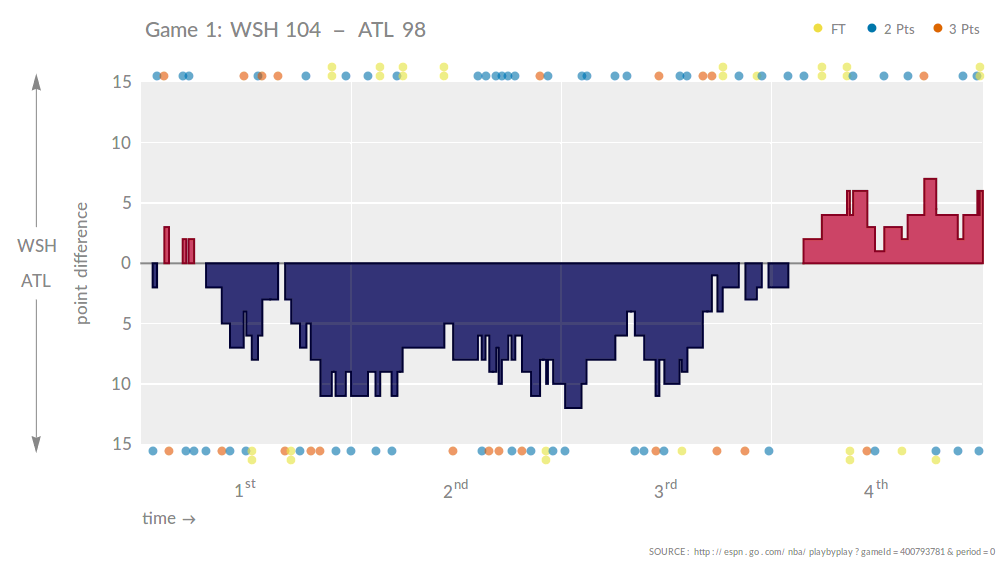 Game 1: WSH 104 – ATL 98
FT 2 Pts 3 Pts
15
10
5
0
5
10
15
WSH
ATL
point difference
1st 2nd 3rd 4th
time →
SOURCE : http :// espn . go . com/ nba/ playbyplay ? gameId = 400793781 & period = 0